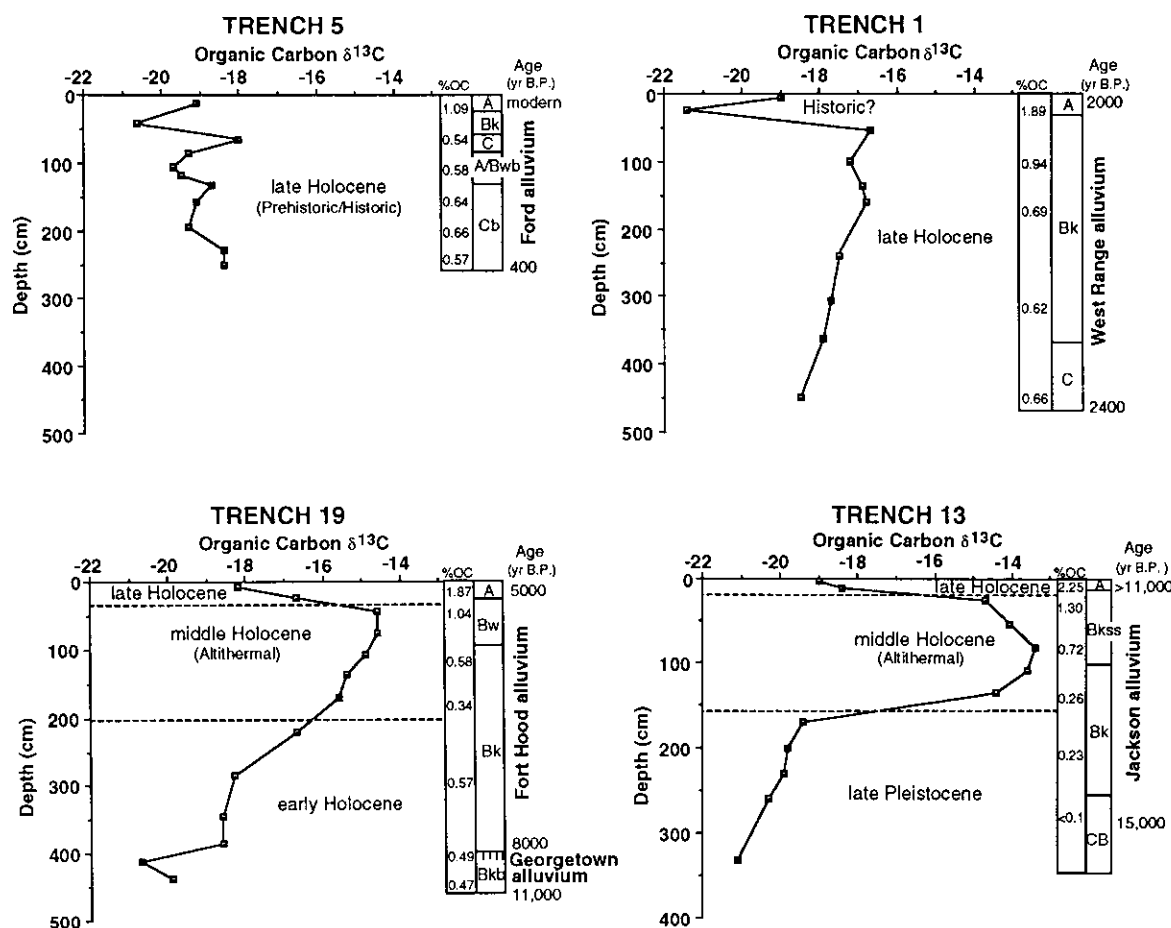 TRENCH 5
Organic Carbon δ13C
-22 -20 -18 -16 -14
Age
(yr B.P.)
%OC
0
100
200
300
400
500
Depth (cm)
late Holocene
(Prehistoric/Historic)
1.09
0.54
0.58
0.64
0.66
0.57
A
Bk
C
A/Bwb
Cb
modern
400
Ford alluvium
TRENCH 1
Organic Carbon δ13C
-22 -20 -18 -16 -14
Age
(yr B.P.)
%OC
0
100
200
300
400
500
Depth (cm)
Historic?
late Holocene
1.89
0.94
0.69
0.62
0.66
A
Bk
C
2000
2400
West Range alluvium
TRENCH 19
Organic Carbon δ13C
-22 -20 -18 -16 -14
Age
(yr B.P.)
%OC
0
100
200
300
400
500
Depth (cm)
late Holocene
middle Holocene
(Altithermal)
early Holocene
1.87
1.04
0.58
0.34
0.57
0.49
0.47
A
Bw
Bk
Bkb
5000
8000
11,000
Fort Hood alluvium
Georgetown
alluvium
TRENCH 13
Organic Carbon δ13C
-22 -20 -18 -16 -14
Age
(yr B.P.)
%OC
0
100
200
300
400
Depth (cm)
late Holocene
middle Holocene
(Altithermal)
late Pleistocene
2.25
1.30
0.72
0.26
0.23
<0.1
A
Bkss
Bk
CB
>11,000
15,000
Jackson alluvium